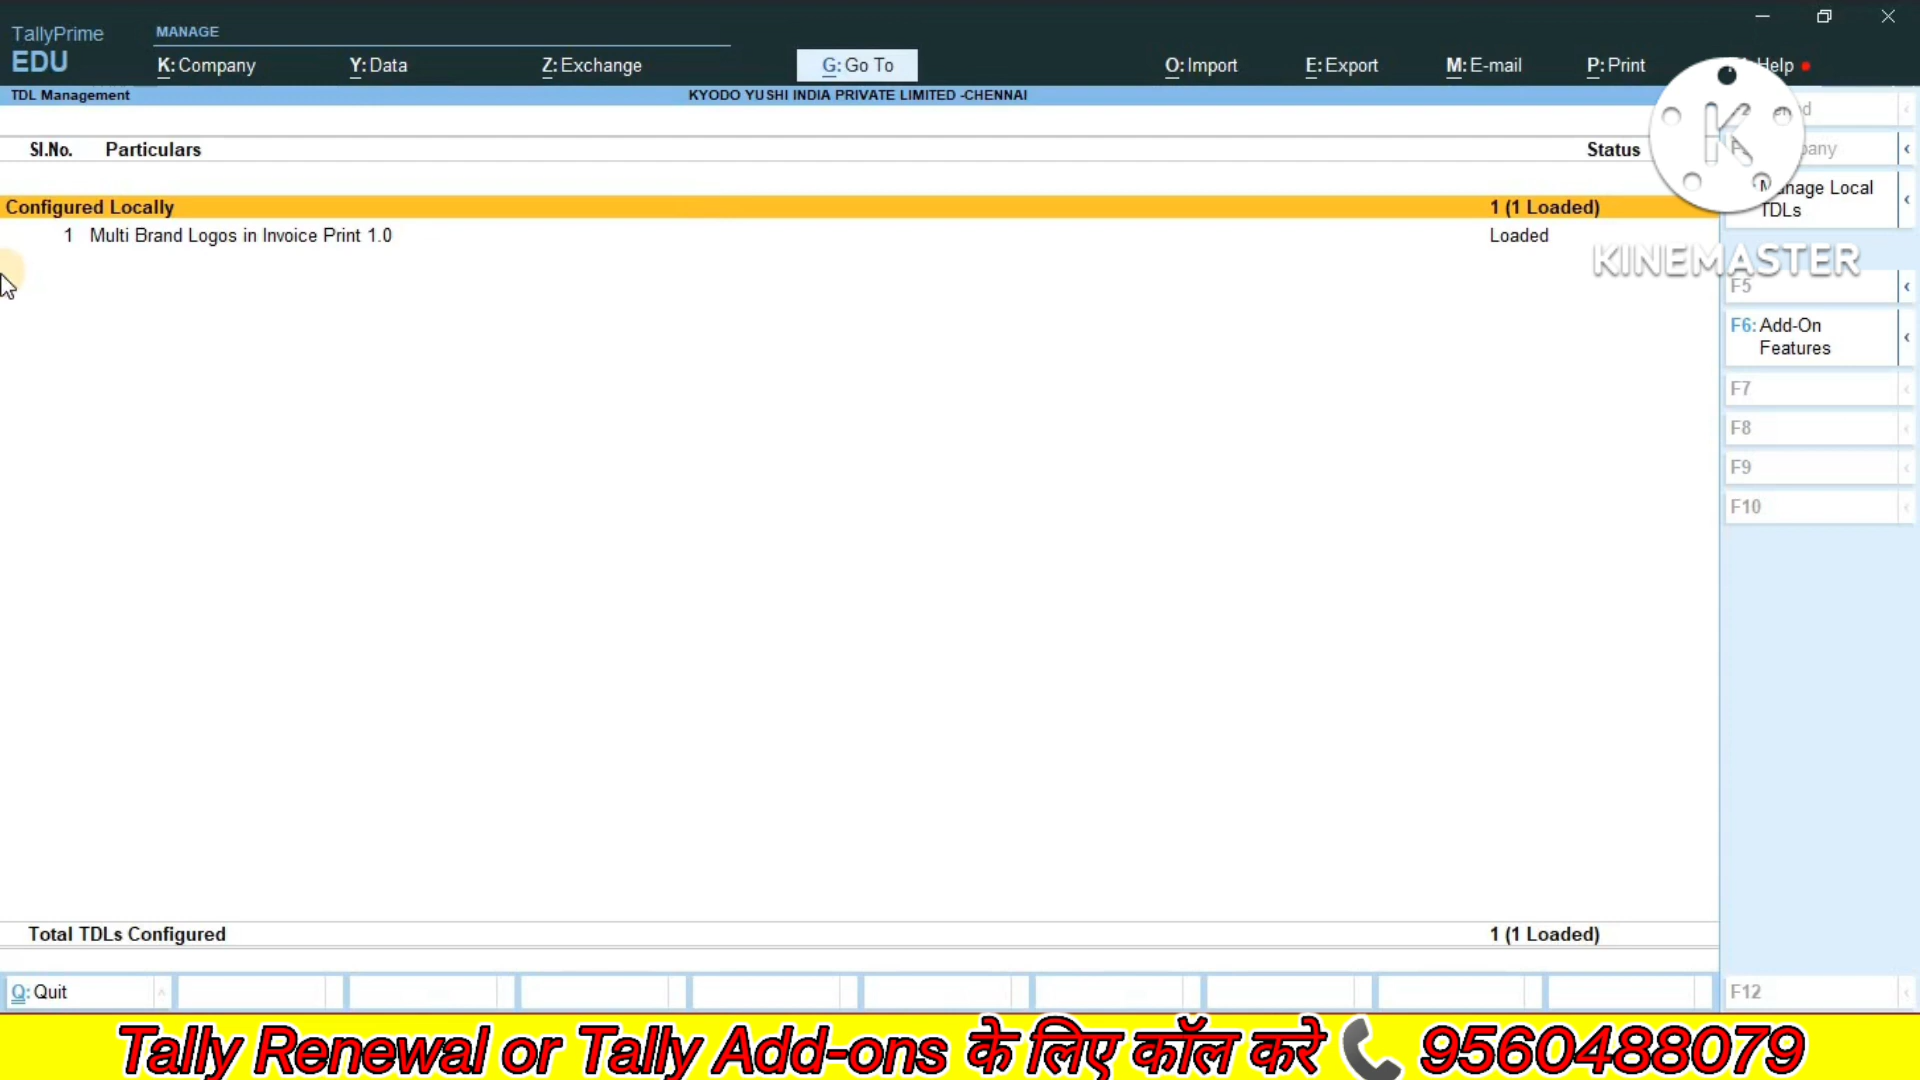 TallyPrime
EDU
MANAGE
K: Company
Y: Data
Z: Exchange
G: Go To
O: Import
E: Export
M: E-mail
P: Print
Help
TDL Management
KYODO YUSHI INDIA PRIVATE LIMITED -CHENNAI
Sl.No. Particulars Status
Configured Locally 1 (1 Loaded)
1 Multi Brand Logos in Invoice Print 1.0 Loaded
Manage Local
TDLs
K
KINEMASTER
F5
F6: Add-On
Features
F7
F8
F9
F10
Total TDLs Configured 1 (1 Loaded)
Q: Quit
F12
Tally Renewal or Tally Add-ons के लिए कॉल करे 📞 9560488079